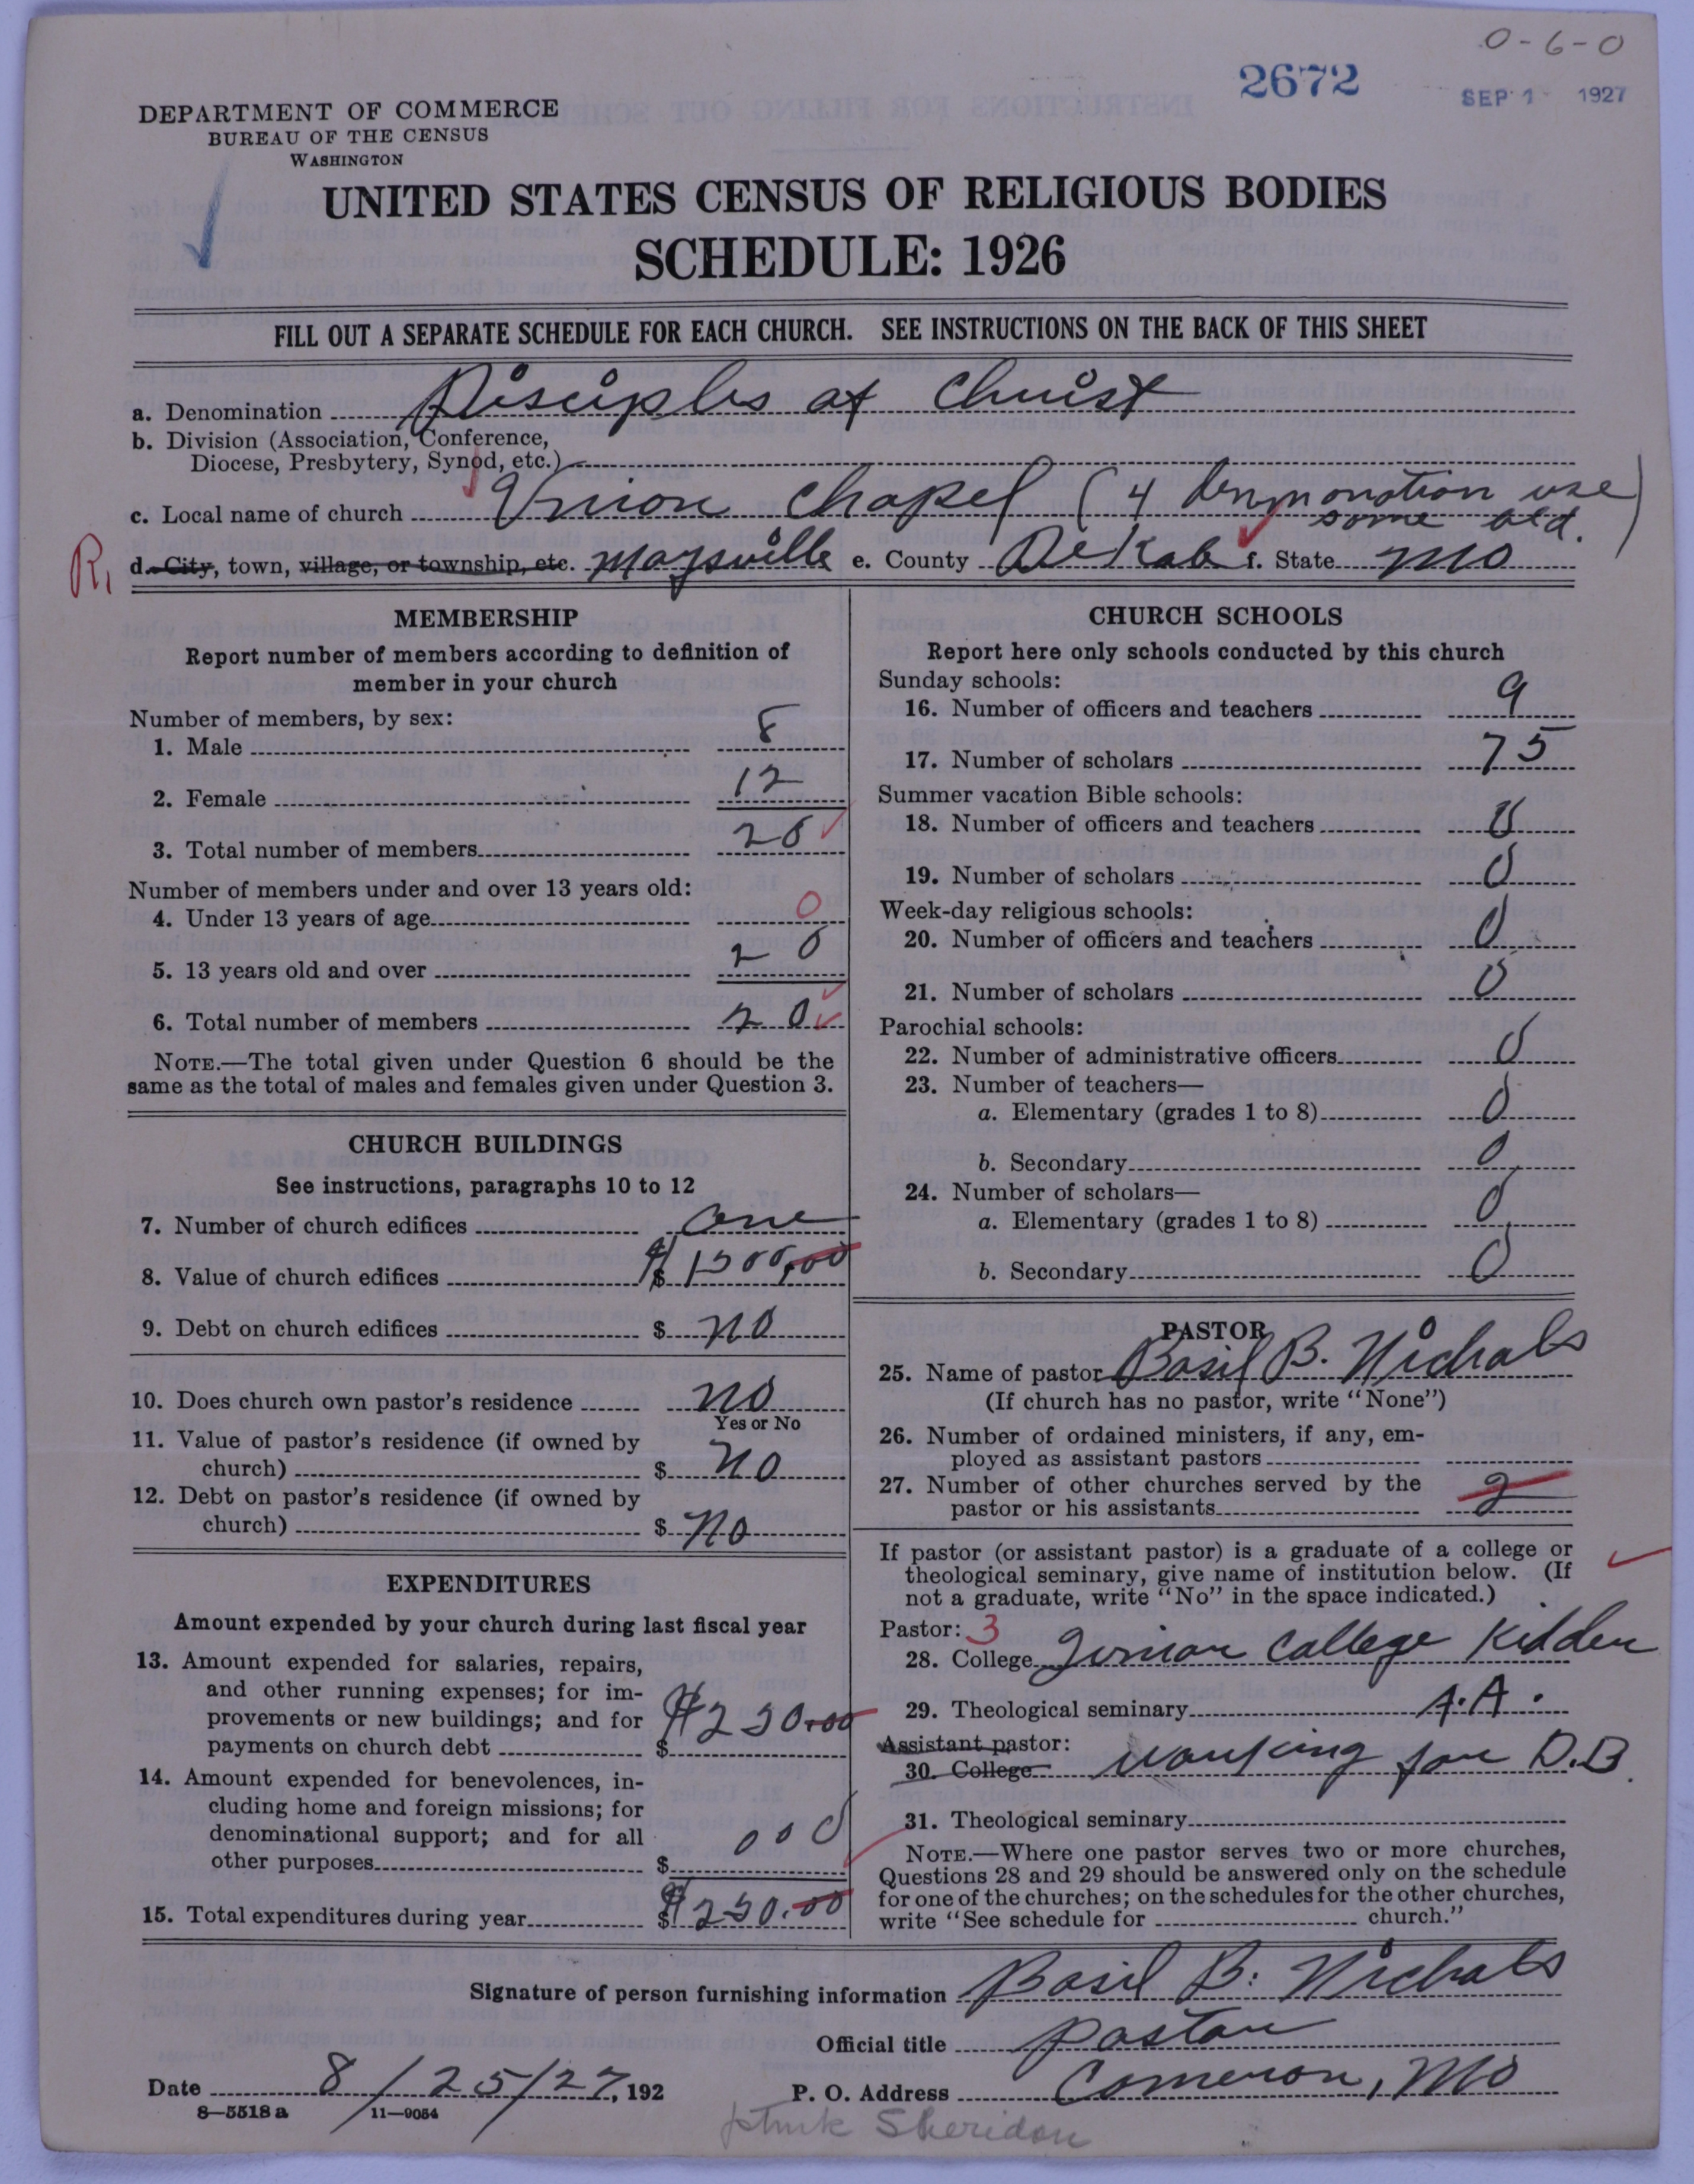 0-6-0
2672
SEP 1 1927
DEPARTMENT OF COMMERCE
BUREAU OF THE CENSUS
WASHINGTON
UNITED STATES CENSUS OF RELIGIOUS BODIES
SCHEDULE: 1926
FILL OUT A SEPARATE SCHEDULE FOR EACH CHURCH. SEE INSTRUCTIONS ON THE BACK OF THIS SHEET
a. Denomination Disciples of Christ
b. Division (Association, Conference,
Diocese, Presbytery, Synod, etc.)
c. Local name of church Union Chapel (4 use
some bld.)
R,
d. City, town, village, or township, etc. Maysville e. County DeKalb f. State Mo
MEMBERSHIP
Report number of members according to definition of
member in your church
Number of members, by sex:
1. Male 8
2. Female 12
3. Total number of members 20
Number of members under and over 13 years old:
4. Under 13 years of age 0
5. 13 years old and over 20
6. Total number of members 20
NOTE.—The total given under Question 6 should be the
same as the total of males and females given under Question 3.
CHURCH BUILDINGS
See instructions, paragraphs 10 to 12
7. Number of church edifices one
8. Value of church edifices $ $1500.00
9. Debt on church edifices $ no
10. Does church own pastor's residence no
Yes or No
11. Value of pastor's residence (if owned by
church) $ no
12. Debt on pastor's residence (if owned by
church) $ no
EXPENDITURES
Amount expended by your church during last fiscal year
13. Amount expended for salaries, repairs,
and other running expenses; for im-
provements or new buildings; and for
payments on church debt $ $250.00
14. Amount expended for benevolences, in-
cluding home and foreign missions; for
denominational support; and for all
other purposes $ 000
15. Total expenditures during year $ $250.00
CHURCH SCHOOLS
Report here only schools conducted by this church
Sunday schools:
16. Number of officers and teachers 9
17. Number of scholars 75
Summer vacation Bible schools:
18. Number of officers and teachers 0
19. Number of scholars 0
Week-day religious schools:
20. Number of officers and teachers 0
21. Number of scholars 0
Parochial schools:
22. Number of administrative officers 0
23. Number of teachers—
a. Elementary (grades 1 to 8) 0
b. Secondary 0
24. Number of scholars—
a. Elementary (grades 1 to 8) 0
b. Secondary 0
PASTOR
25. Name of pastor Basil B. Nichols
(If church has no pastor, write "None")
26. Number of ordained ministers, if any, em-
ployed as assistant pastors
27. Number of other churches served by the
pastor or his assistants 2
If pastor (or assistant pastor) is a graduate of a college or
theological seminary, give name of institution below. (If
not a graduate, write "No" in the space indicated.)
Pastor: 3
28. College Junior College Kidder
29. Theological seminary A.A.
Assistant pastor:
30. College working for D.B.
31. Theological seminary
NOTE.—Where one pastor serves two or more churches,
Questions 28 and 29 should be answered only on the schedule
for one of the churches; on the schedules for the other churches,
write "See schedule for church."
Signature of person furnishing information Basil B. Nichols
Official title pastor
Date 8/25/27, 192 P. O. Address Cameron, Mo
8-5518 a 11-9054
Sheridan